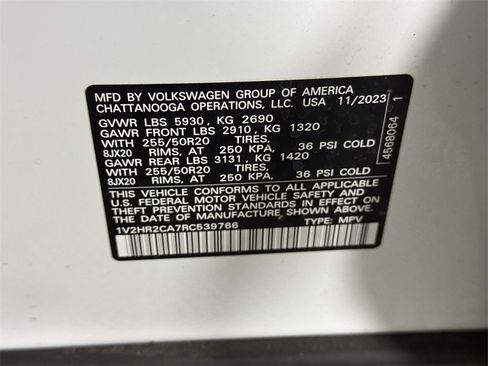 MFD BY VOLKSWAGEN GROUP OF AMERICA
CHATTANOOGA OPERATIONS, LLC. USA 11/2023
GVWR LBS 5930, KG 2690
GAWR FRONT LBS 2910, KG 1320
WITH 255/50R20 TIRES,
8JX20 RIMS, AT 250 KPA, 36 PSI COLD
GAWR REAR LBS 3131, KG 1420
WITH 255/50R20 TIRES,
8JX20 RIMS, AT 250 KPA, 36 PSI COLD
THIS VEHICLE CONFORMS TO ALL APPLICABLE
U.S. FEDERAL MOTOR VEHICLE SAFETY AND
THEFT PREVENTION STANDARDS IN EFFECT ON
THE DATE OF MANUFACTURE SHOWN ABOVE.
1V2HR2CA7RC539766 TYPE: MPV
4568064 1